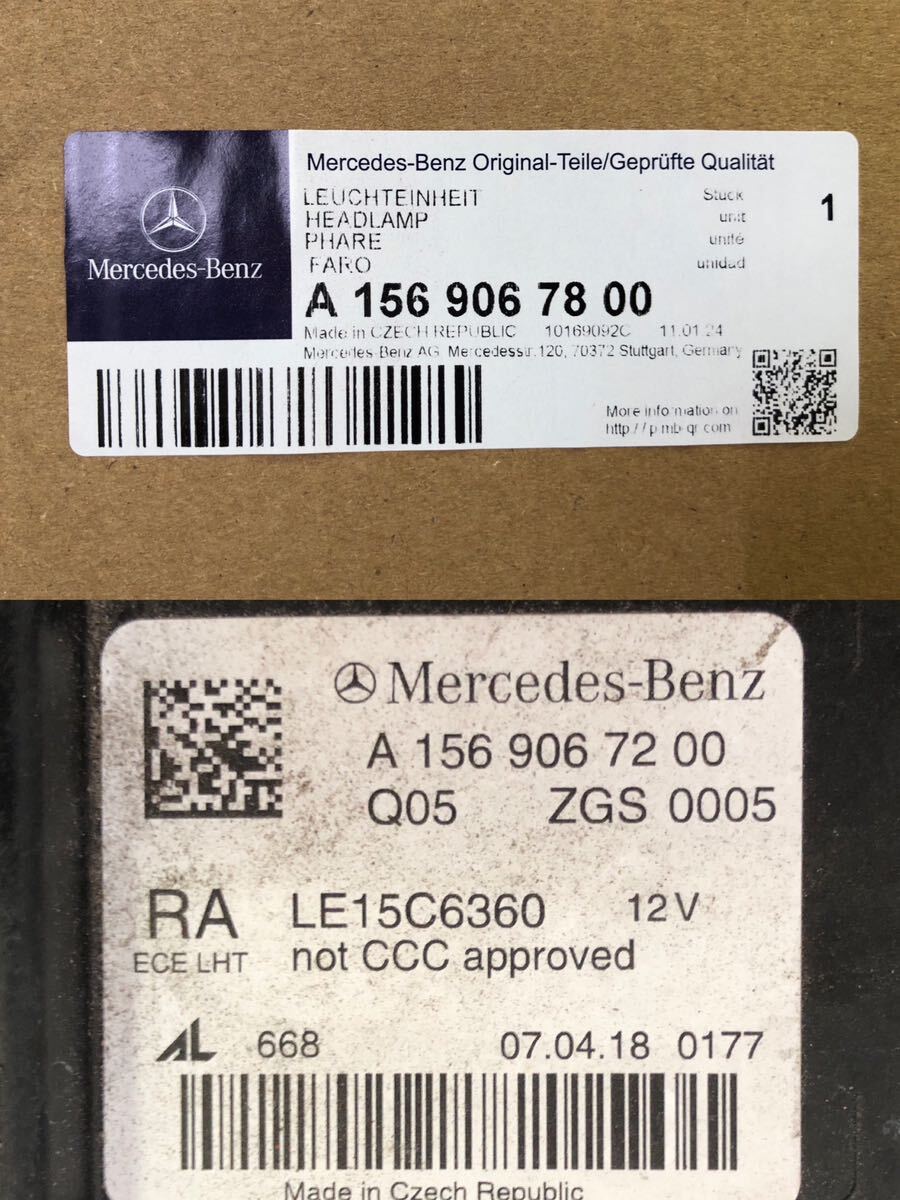 Mercedes-Benz
Mercedes-Benz Original-Teile/Geprüfte Qualität
LEUCHTEINHEIT Stück 1
HEADLAMP unit
PHARE unité
FARO unidad
A 156 906 78 00
Made in CZECH REPUBLIC 10169092C 11.01.24
Mercedes-Benz AG, Mercedesstr.120, 70372 Stuttgart, Germany
More information on
http://p.mb-qr.com
Mercedes-Benz
A 156 906 72 00
Q05 ZGS 0005
RA LE15C6360 12V
ECE LHT not CCC approved
AL 668 07.04.18 0177
Made in Czech Republic